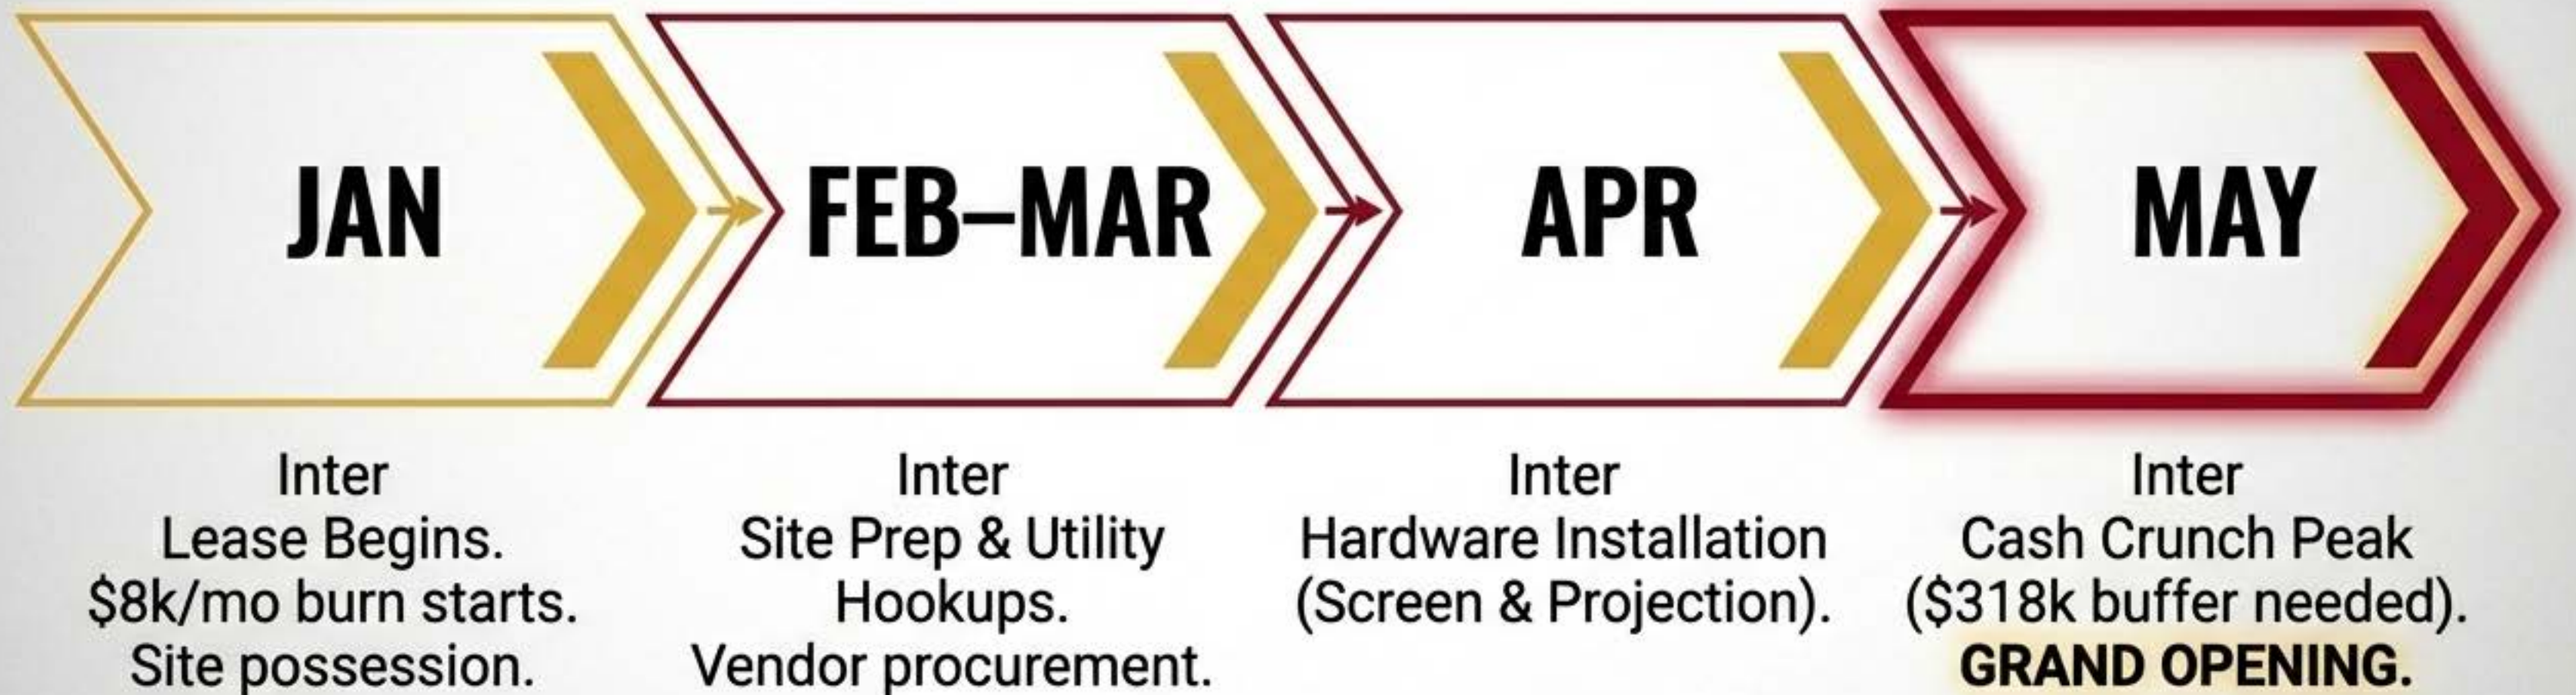 JAN
Inter
Lease Begins.
$8k/mo burn starts.
Site possession.
FEB–MAR
Inter
Site Prep & Utility
Hookups.
Vendor procurement.
APR
Inter
Hardware Installation
(Screen & Projection).
MAY
Inter
Cash Crunch Peak
($318k buffer needed).
GRAND OPENING.